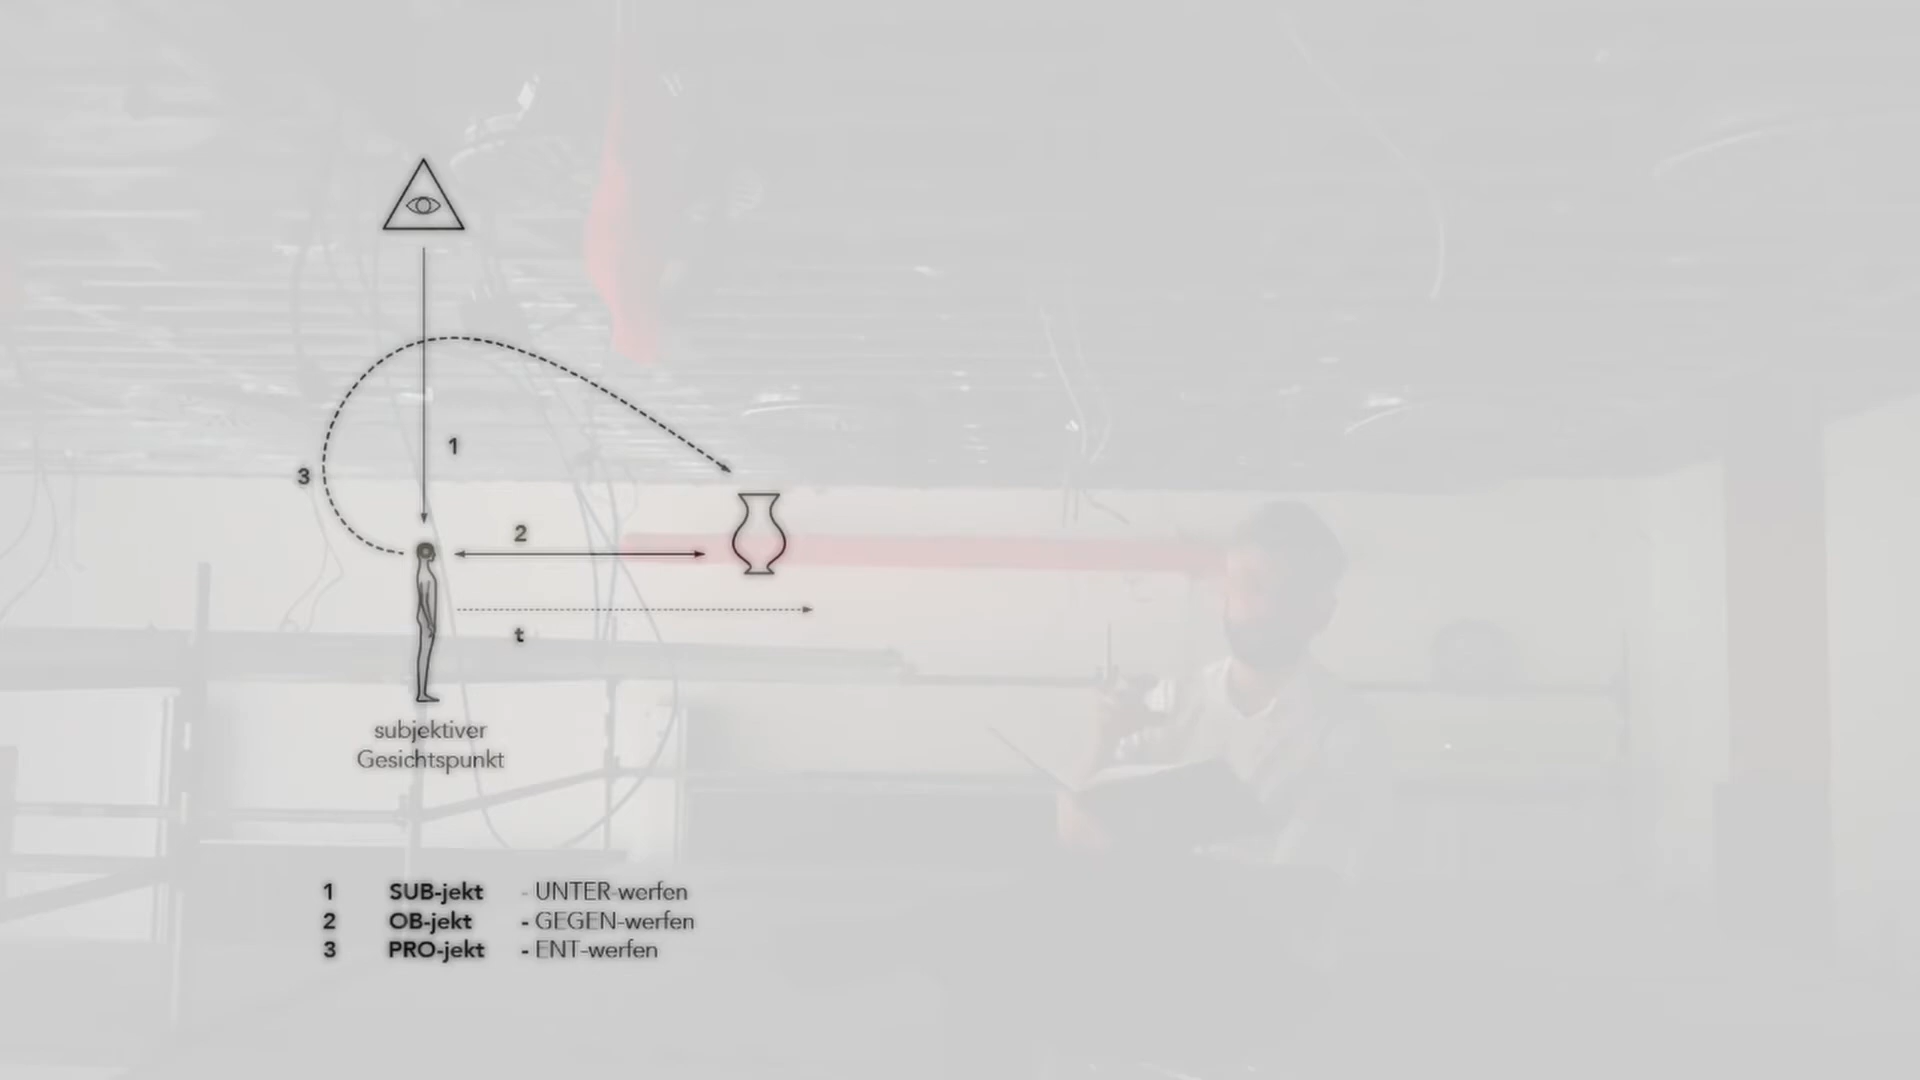 1
3
2
t
subjektiver
Gesichtspunkt
1 SUB-jekt - UNTER-werfen
2 OB-jekt - GEGEN-werfen
3 PRO-jekt - ENT-werfen